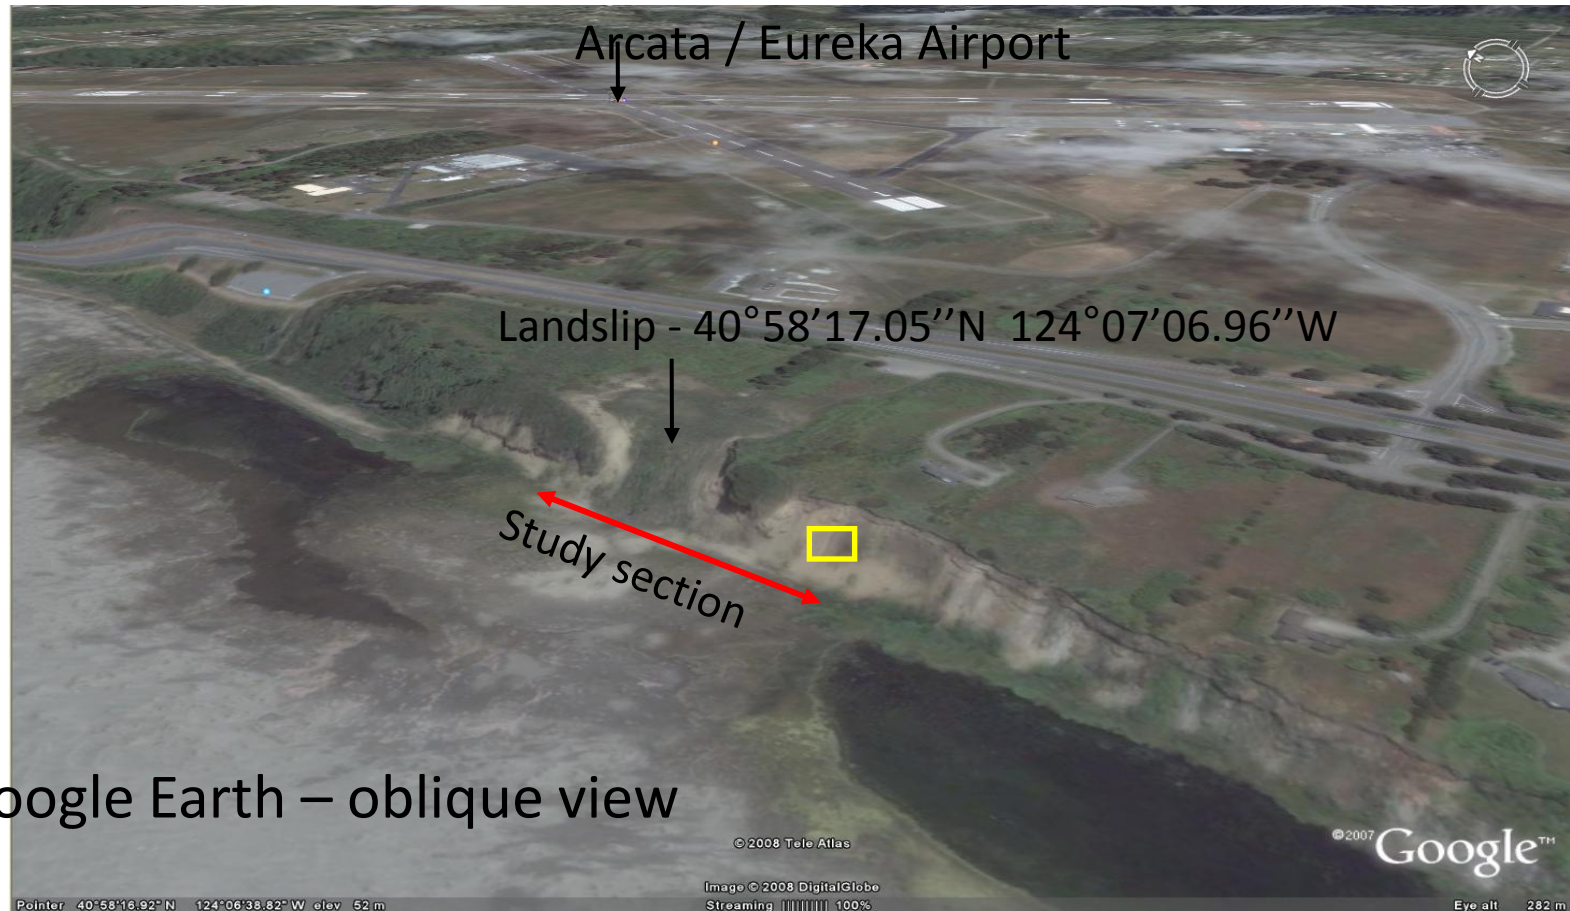 Arcata / Eureka Airport
Landslip - 40°58’17.05’’N 124°07’06.96’’W
Study section
oogle Earth – oblique view
© 2008 Tele Atlas
©2007 Google™
Image © 2008 DigitalGlobe
Pointer 40°58'16.92" N 124°06'38.82" W elev 52 m Streaming |||||||||| 100% Eye alt 282 m